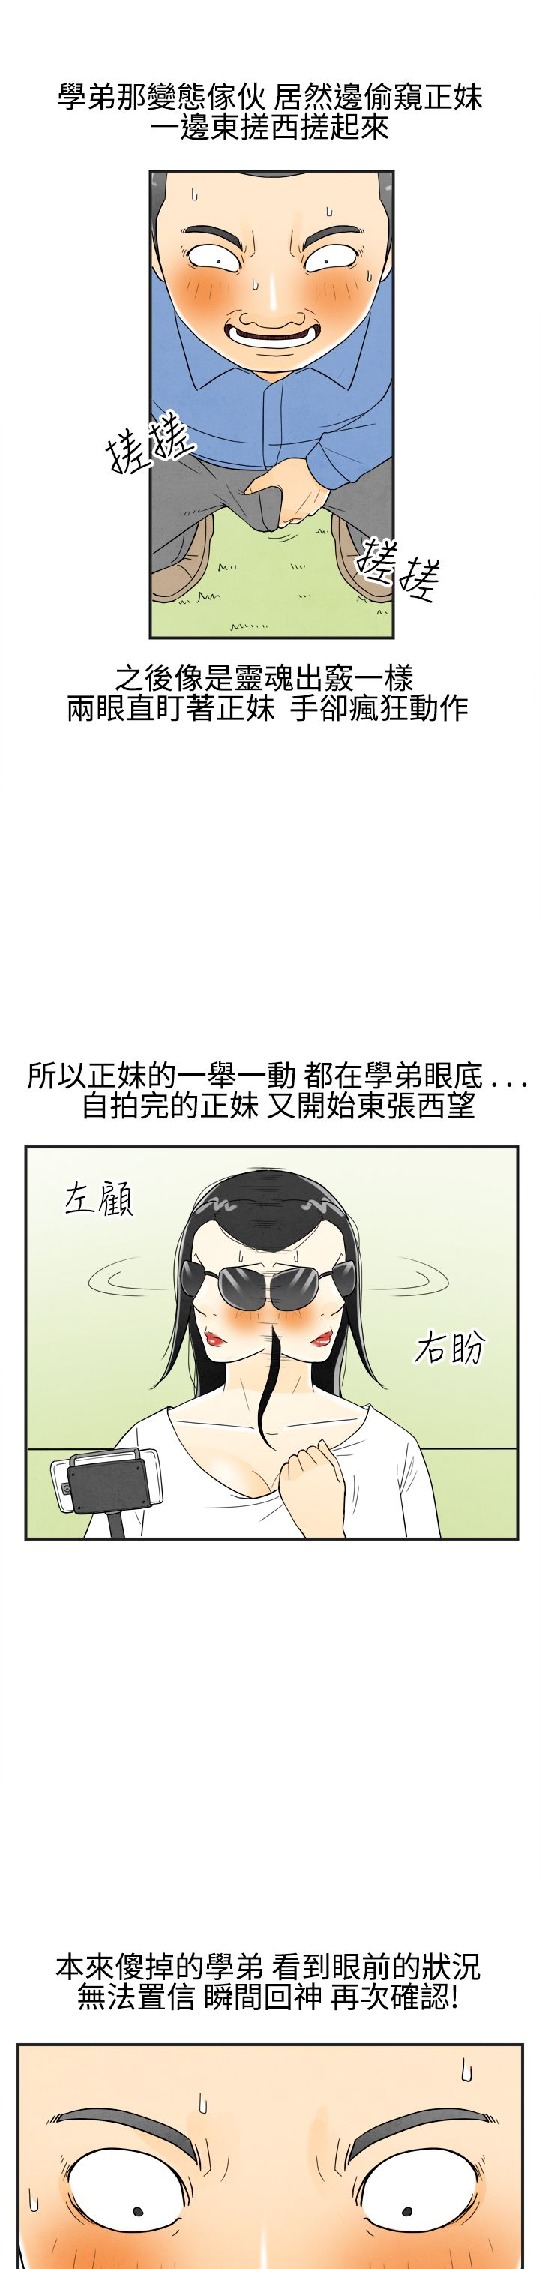 學弟那變態傢伙 居然邊偷窺正妹
一邊東搓西搓起來
搓搓
搓搓
之後像是靈魂出竅一樣
兩眼直盯著正妹 手卻瘋狂動作
所以正妹的一舉一動 都在學弟眼底...
自拍完的正妹 又開始東張西望
左顧
右盼
本來傻掉的學弟 看到眼前的狀況
無法置信 瞬間回神 再次確認!